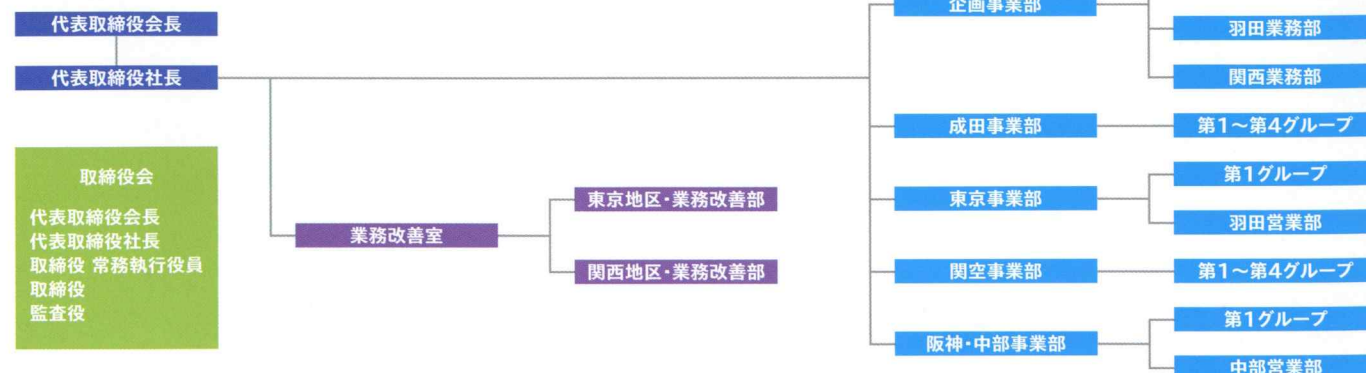 代表取締役会長
代表取締役社長
取締役会
代表取締役会長
代表取締役社長
取締役 常務執行役員
取締役
監査役
業務改善室
東京地区・業務改善部
関西地区・業務改善部
企画事業部
羽田業務部
関西業務部
成田事業部
第1〜第4グループ
東京事業部
第1グループ
羽田営業部
関空事業部
第1〜第4グループ
阪神・中部事業部
第1グループ
中部営業部